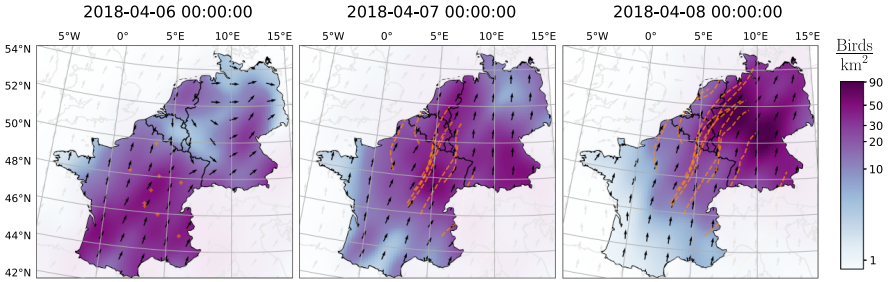 2018-04-06 00:00:00
2018-04-07 00:00:00
2018-04-08 00:00:00
5°W 0° 5°E 10°E 15°E
5°W 0° 5°E 10°E 15°E
5°W 0° 5°E 10°E 15°E
54°N
52°N
50°N
48°N
46°N
44°N
42°N
Birds
km²
90
50
30
20
10
1